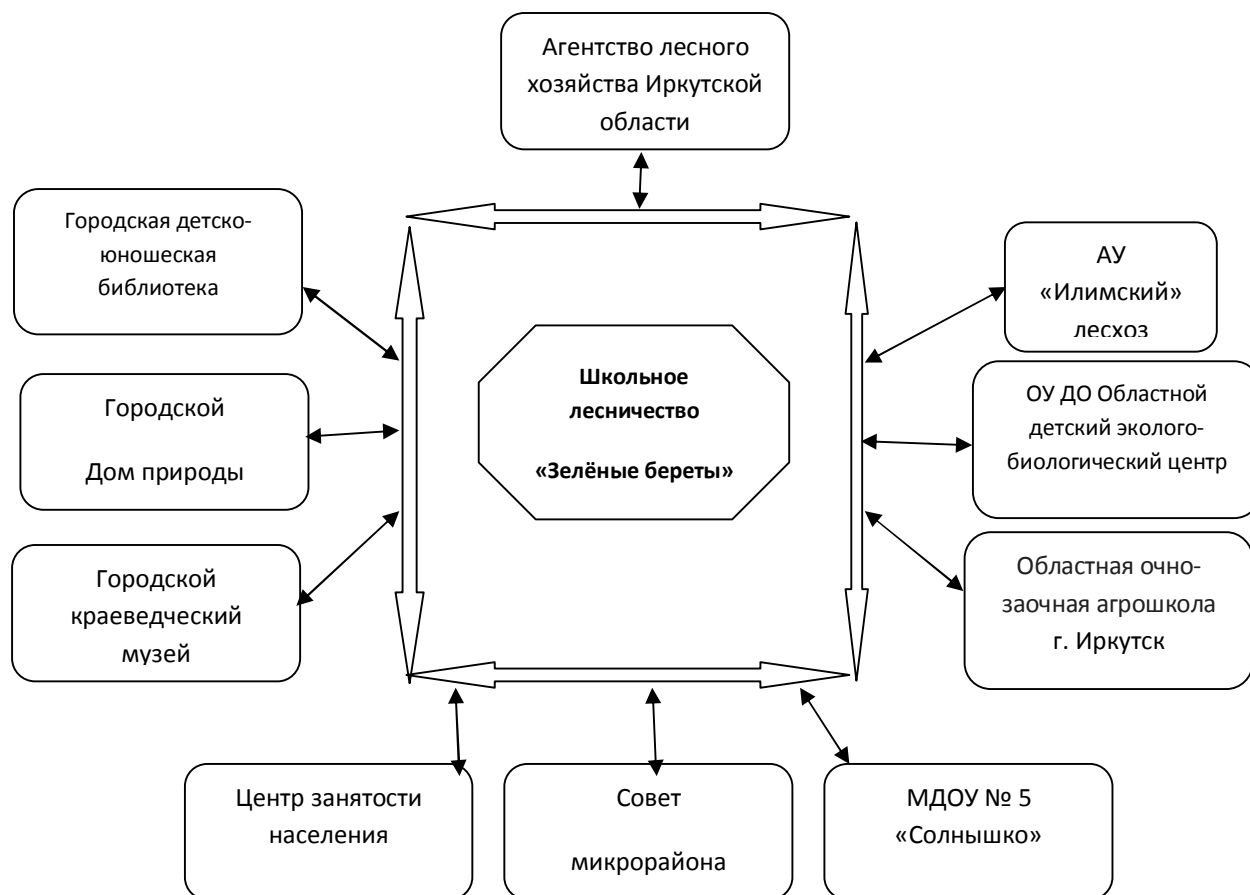 Агентство лесного
хозяйства Иркутской
области
Городская детско-
юношеская
библиотека
АУ
«Илимский»
лесхоз
Школьное
лесничество
«Зелёные береты»
Городской
Дом природы
ОУ ДО Областной
детский эколого-
биологический центр
Городской
краеведческий
музей
Областная очно-
заочная агрошкола
г. Иркутск
Центр занятости
населения
Совет
микрорайона
МДОУ № 5
«Солнышко»